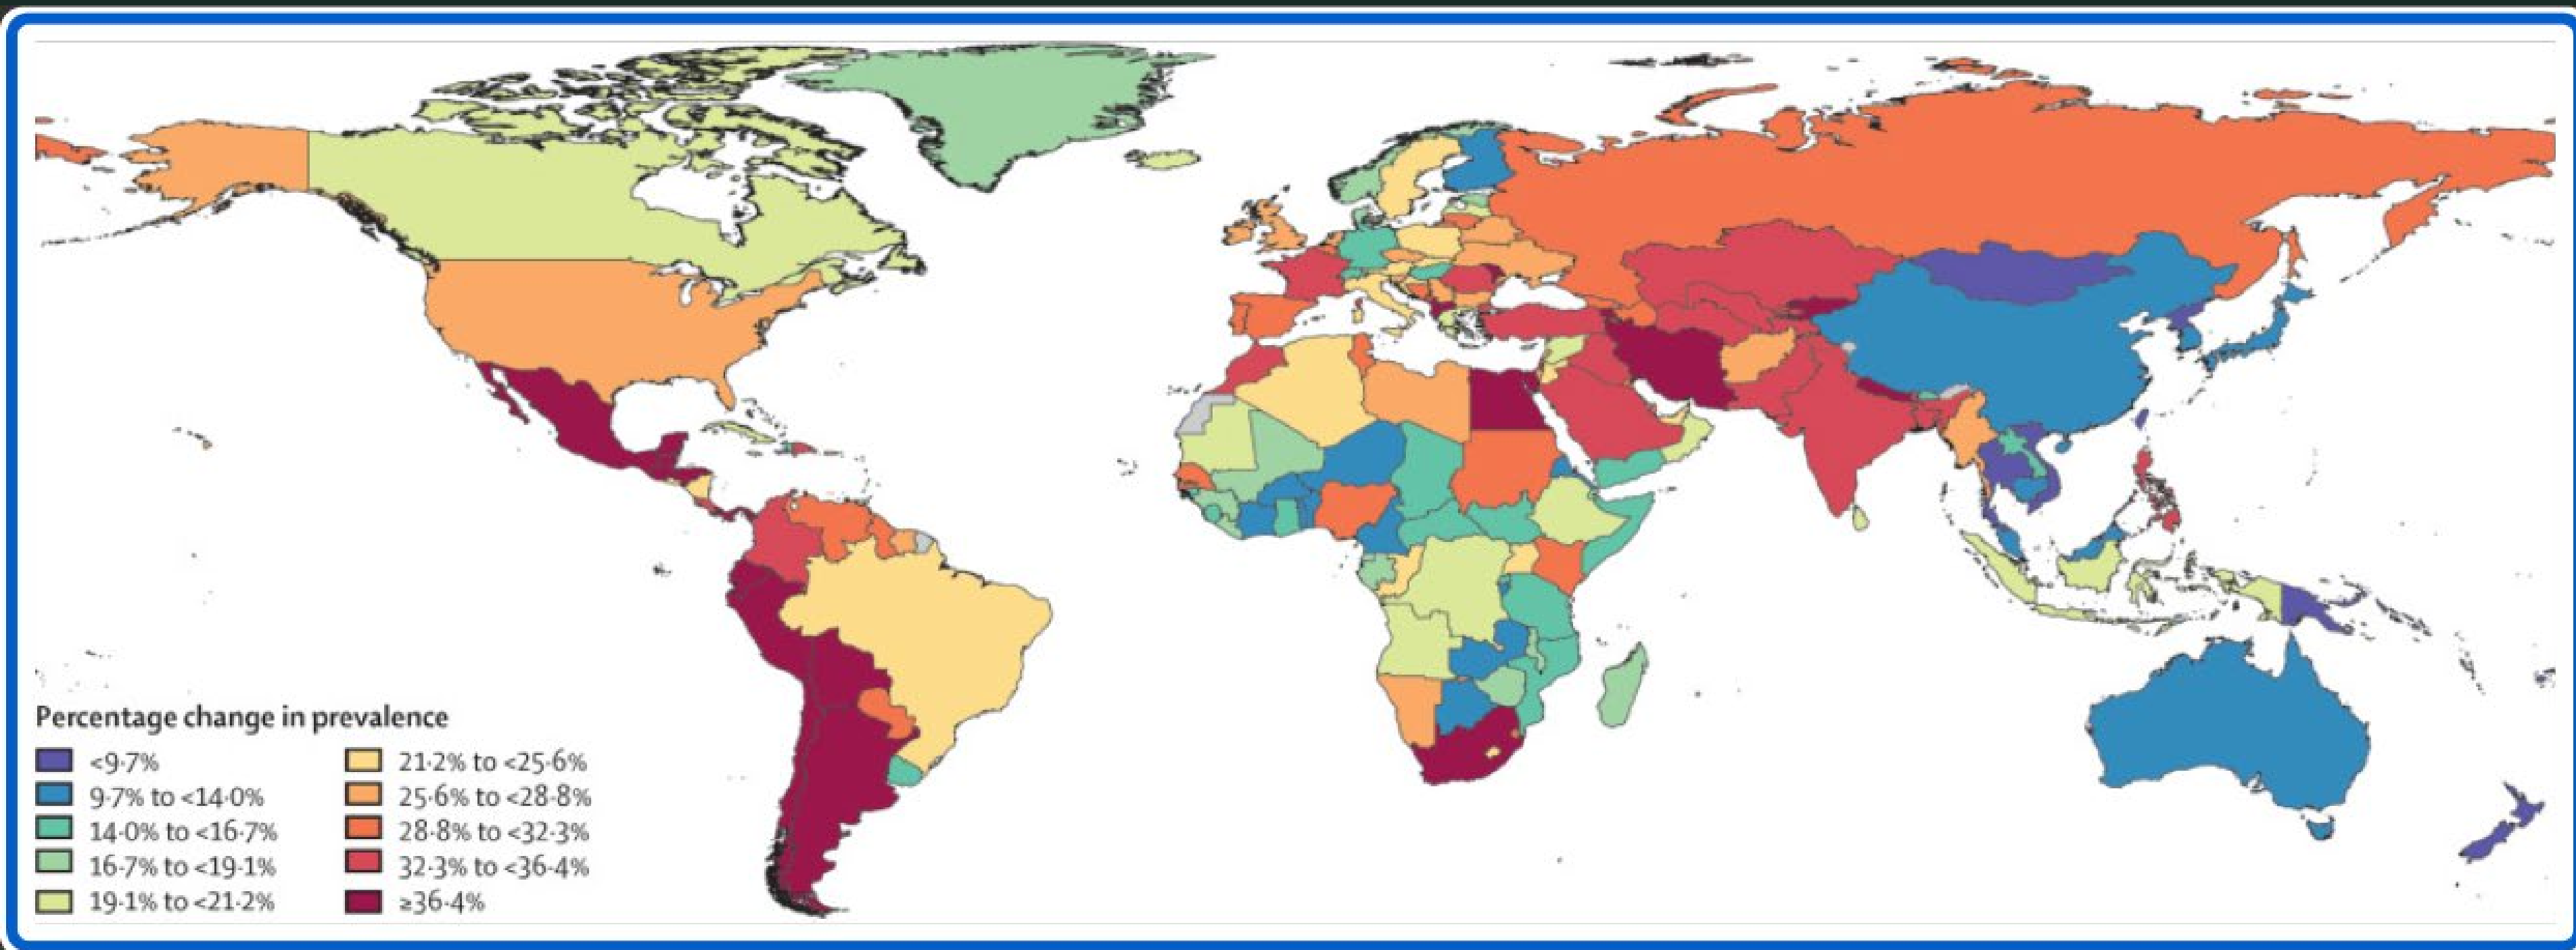 Percentage change in prevalence
<9·7%
9·7% to <14·0%
14·0% to <16·7%
16·7% to <19·1%
19·1% to <21·2%
21·2% to <25·6%
25·6% to <28·8%
28·8% to <32·3%
32·3% to <36·4%
≥36·4%